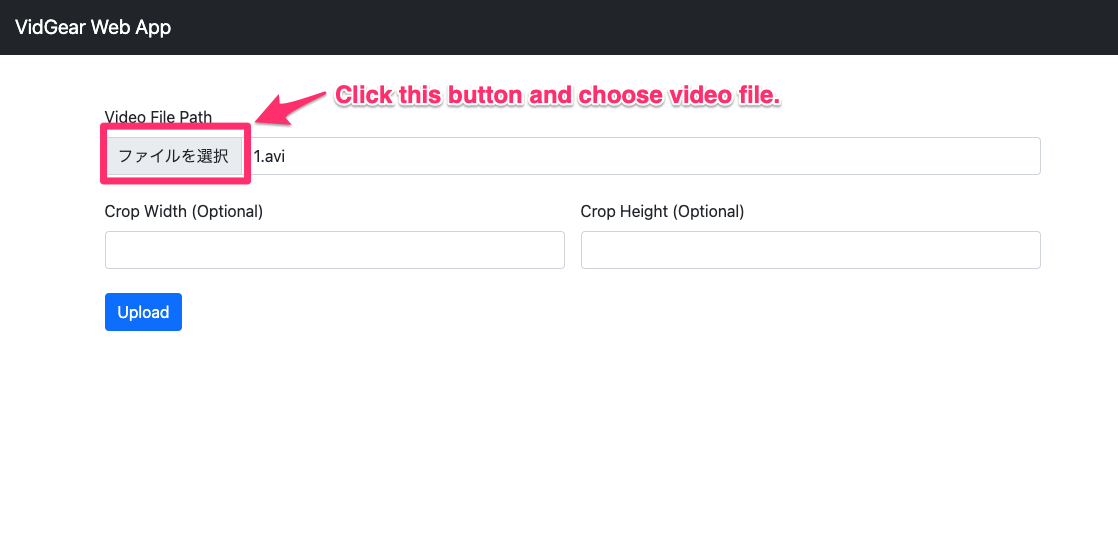 VidGear Web App
Click this button and choose video file.
Video File Path
ファイルを選択 1.avi
Crop Width (Optional) Crop Height (Optional)
Upload